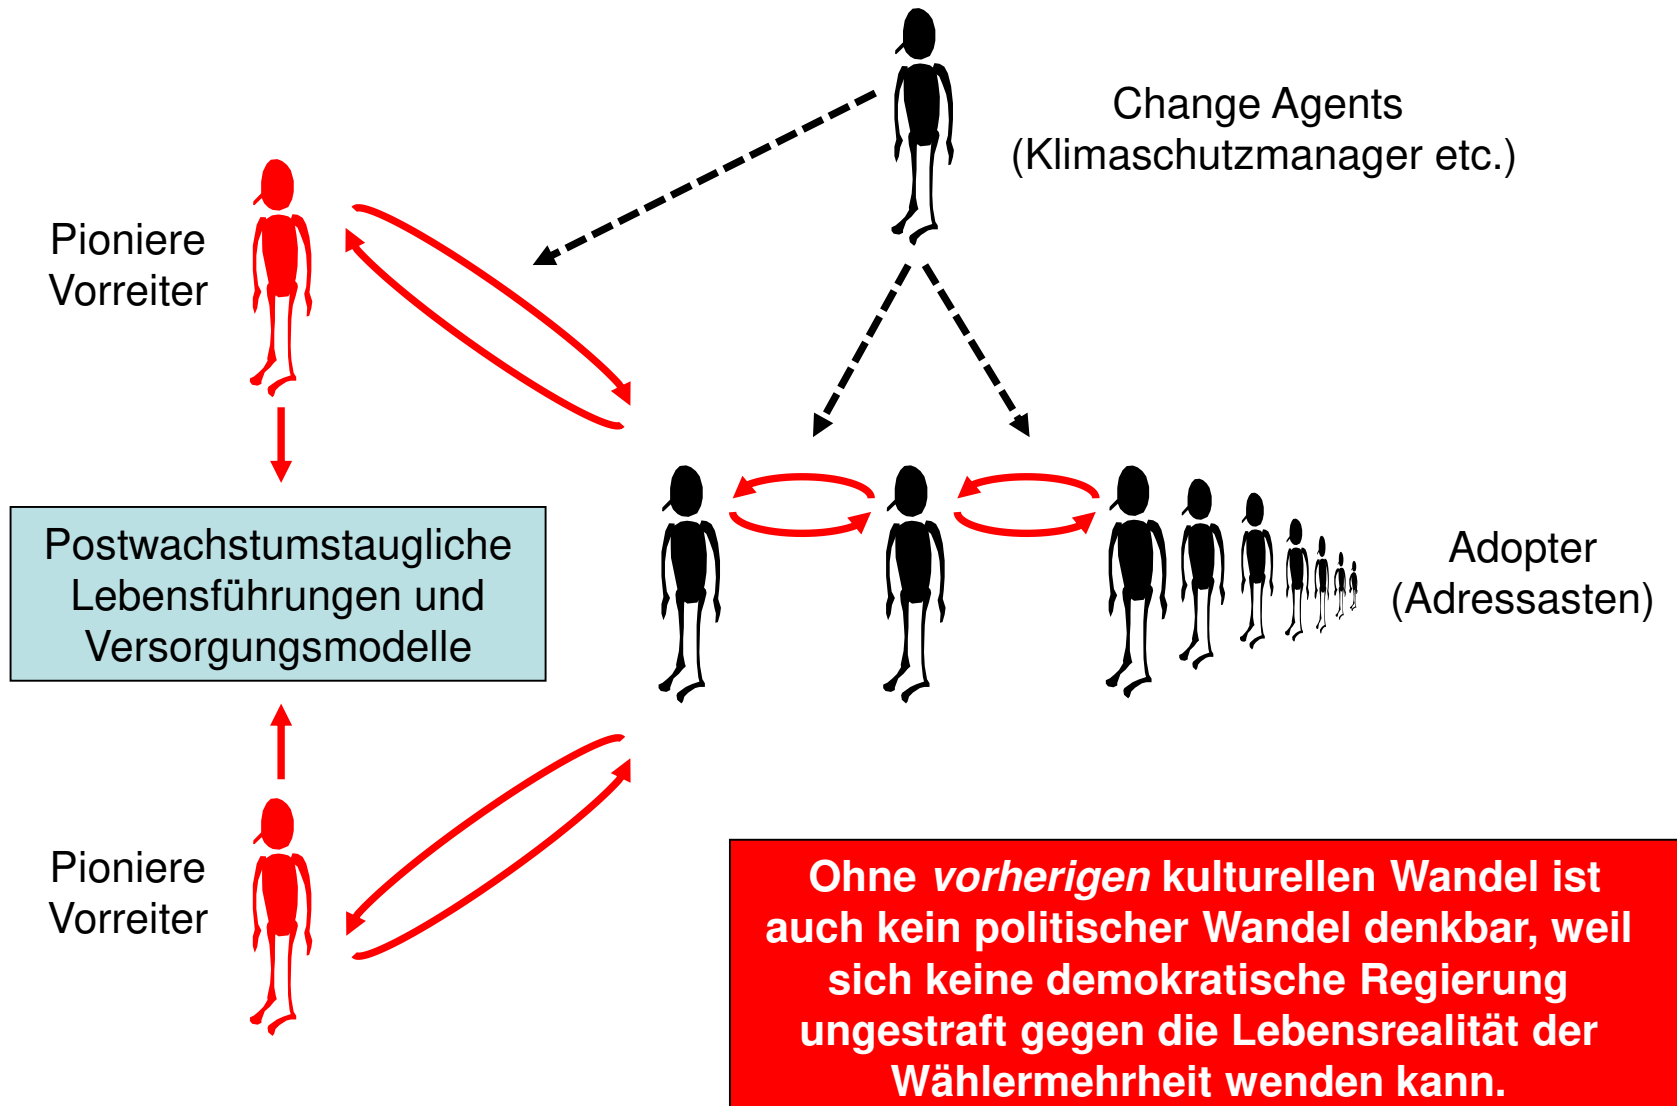 Change Agents
(Klimaschutzmanager etc.)
Pioniere
Vorreiter
Postwachstumstaugliche
Lebensführungen und
Versorgungsmodelle
Adopter
(Adressasten)
Pioniere
Vorreiter
Ohne vorherigen kulturellen Wandel ist
auch kein politischer Wandel denkbar, weil
sich keine demokratische Regierung
ungestraft gegen die Lebensrealität der
Wählermehrheit wenden kann.